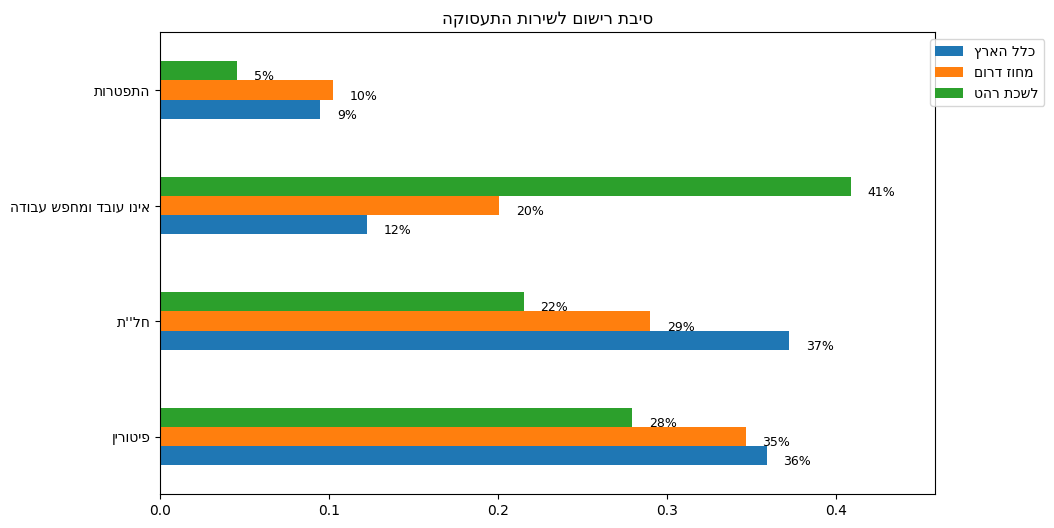 סיבת רישום לשירות התעסוקה
כלל הארץ
מחוז דרום
לשכת רהט
התפטרות
5%
10%
9%
אינו עובד ומחפש עבודה
41%
20%
12%
חל''ת
22%
29%
37%
פיטורין
28%
35%
36%
0.0 0.1 0.2 0.3 0.4